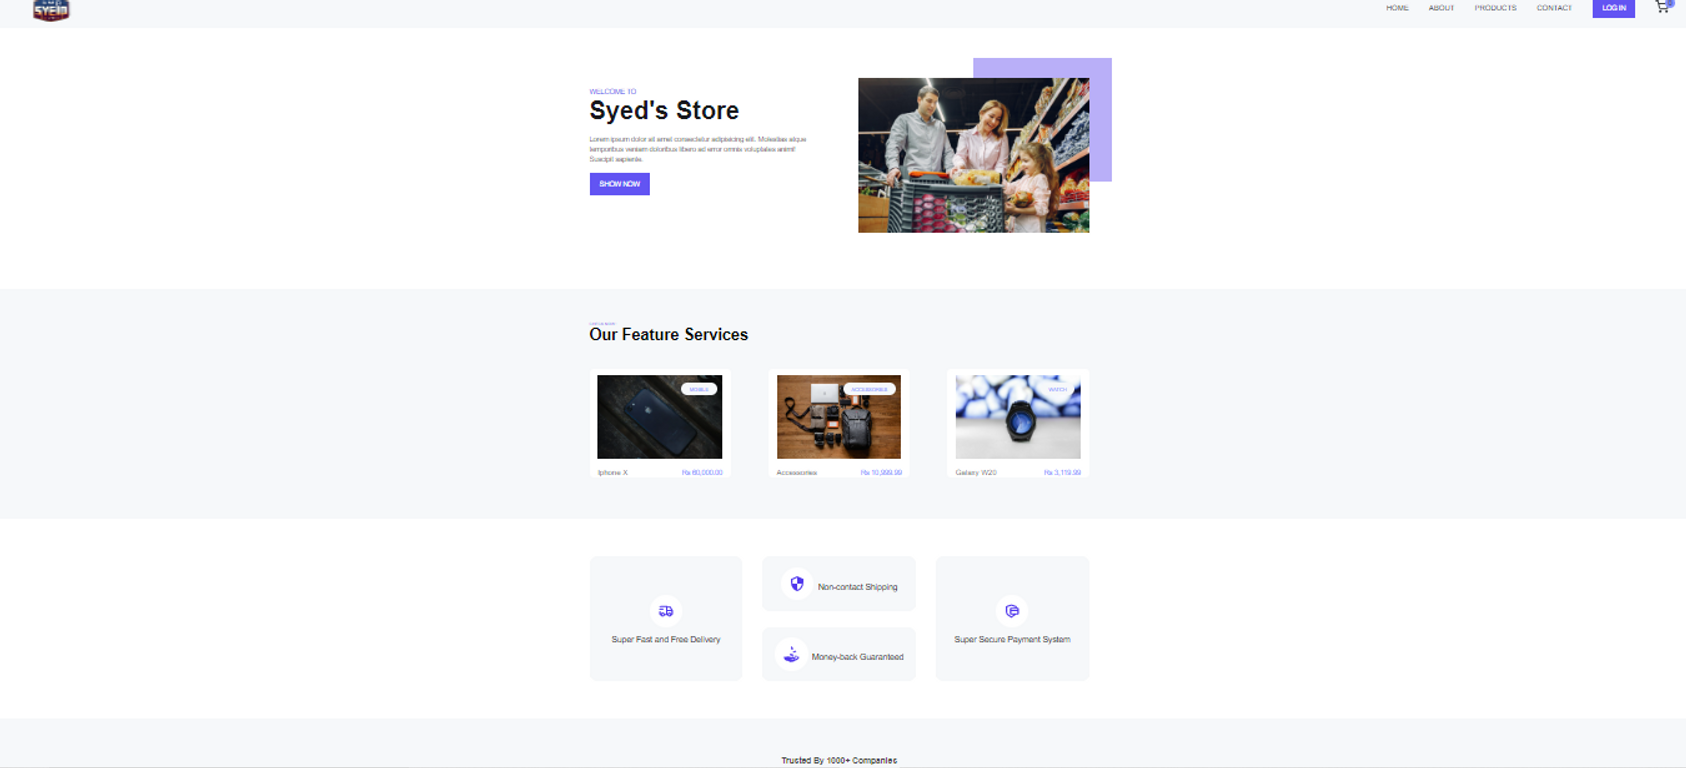 SYED
HOME
ABOUT
PRODUCTS
CONTACT
LOG IN
WELCOME TO
Syed's Store
Lorem ipsum dolor sit amet consectetur adipisicing elit. Molestias atque
temporibus veniam doloribus libero ad error omnis voluptates animi!
Suscipit sapiente.
SHOW NOW
Our Feature Services
MOBILE
ACCESSORIES
WATCH
Iphone X
Rs 60,000.00
Accessories
Rs 10,999.99
Galaxy W20
Rs 3,119.99
Super Fast and Free Delivery
Non-contact Shipping
Money-back Guaranteed
Super Secure Payment System
Trusted By 1000+ Companies